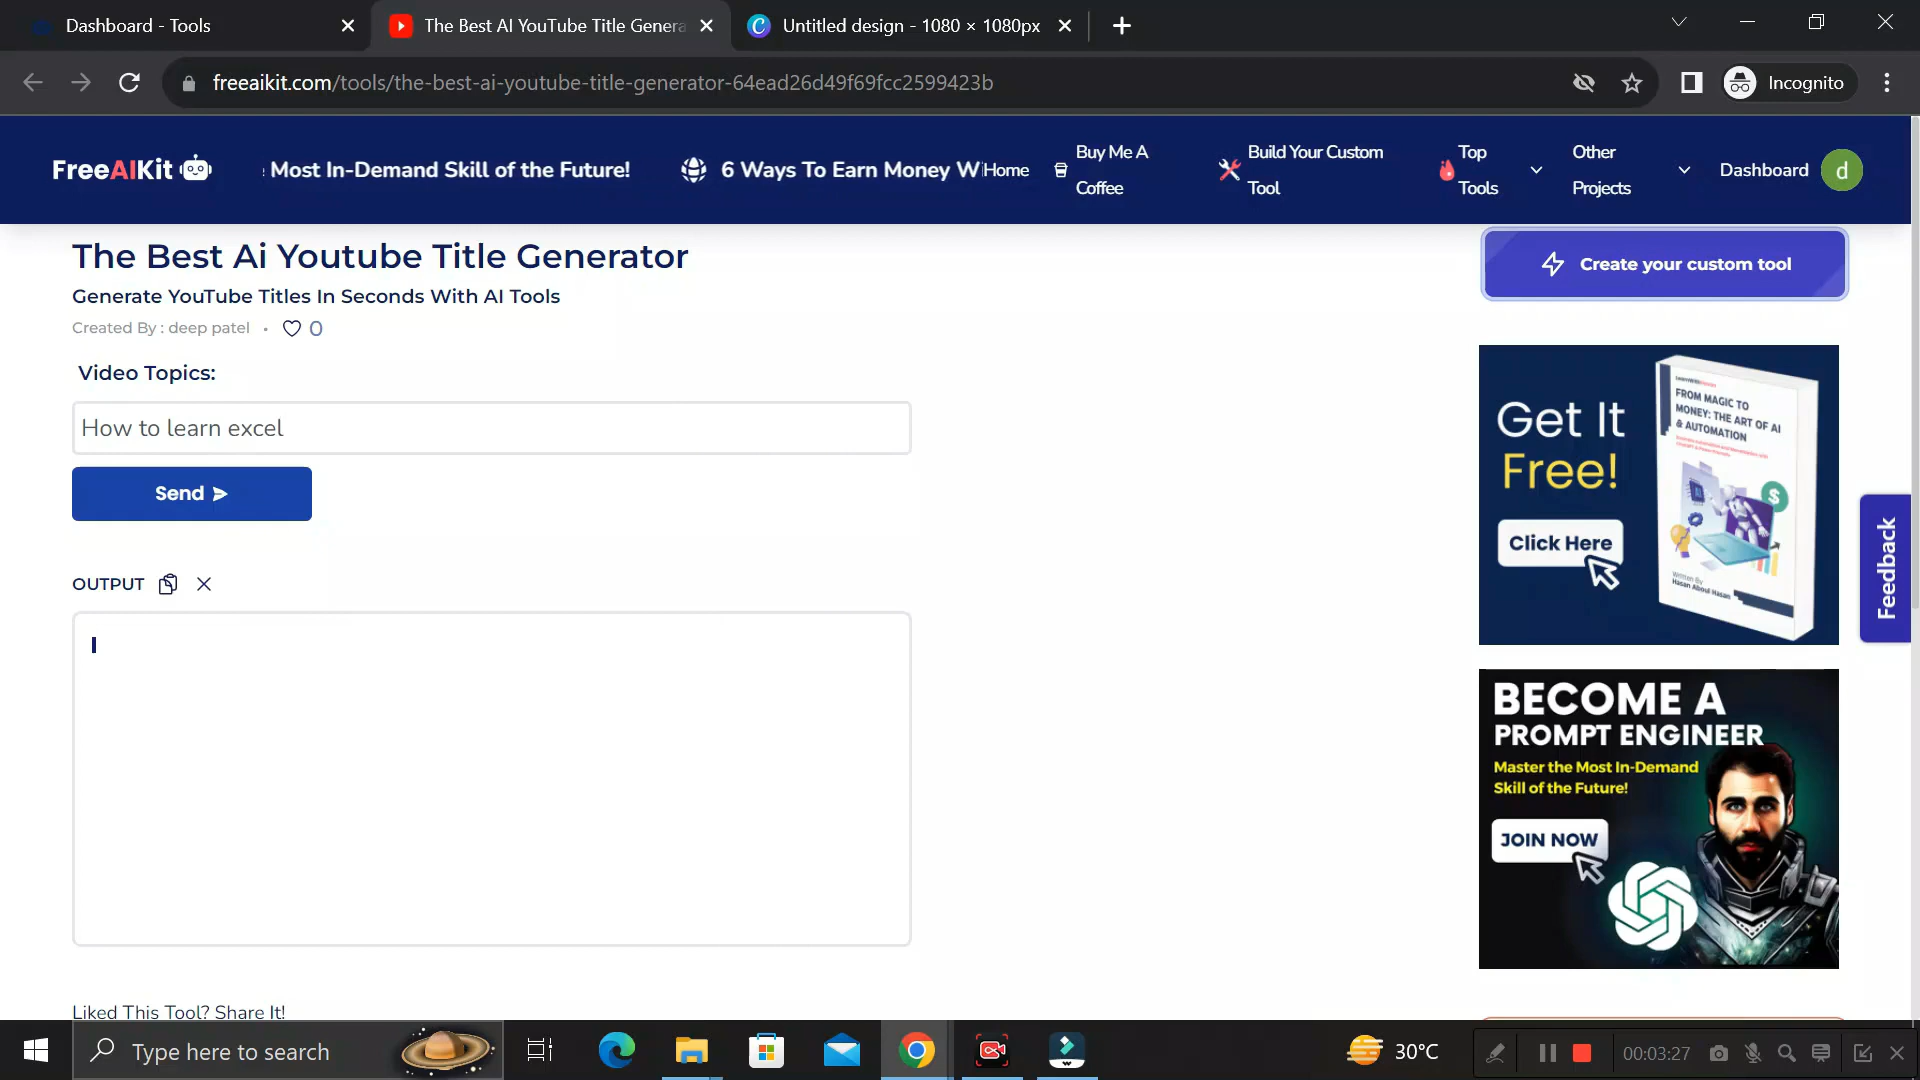 Dashboard - Tools
The Best AI YouTube Title Genera
Untitled design - 1080 × 1080px
freeaikit.com/tools/the-best-ai-youtube-title-generator-64ead26d49f69fcc2599423b
Incognito
FreeAIKit
Most In-Demand Skill of the Future!
6 Ways To Earn Money W
Home
Buy Me A
Coffee
Build Your Custom
Tool
Top
Tools
Other
Projects
Dashboard
d
The Best Ai Youtube Title Generator
Generate YouTube Titles In Seconds With AI Tools
Created By : deep patel • 0
Video Topics:
How to learn excel
Send
OUTPUT
Liked This Tool? Share It!
Create your custom tool
Get It
Free!
Click Here
FROM MAGIC TO
MONEY: THE ART OF AI
& AUTOMATION
Written By
Hasan Aboul Hasan
Feedback
BECOME A
PROMPT ENGINEER
Master the Most In-Demand
Skill of the Future!
JOIN NOW
Type here to search
30°C
00:03:27